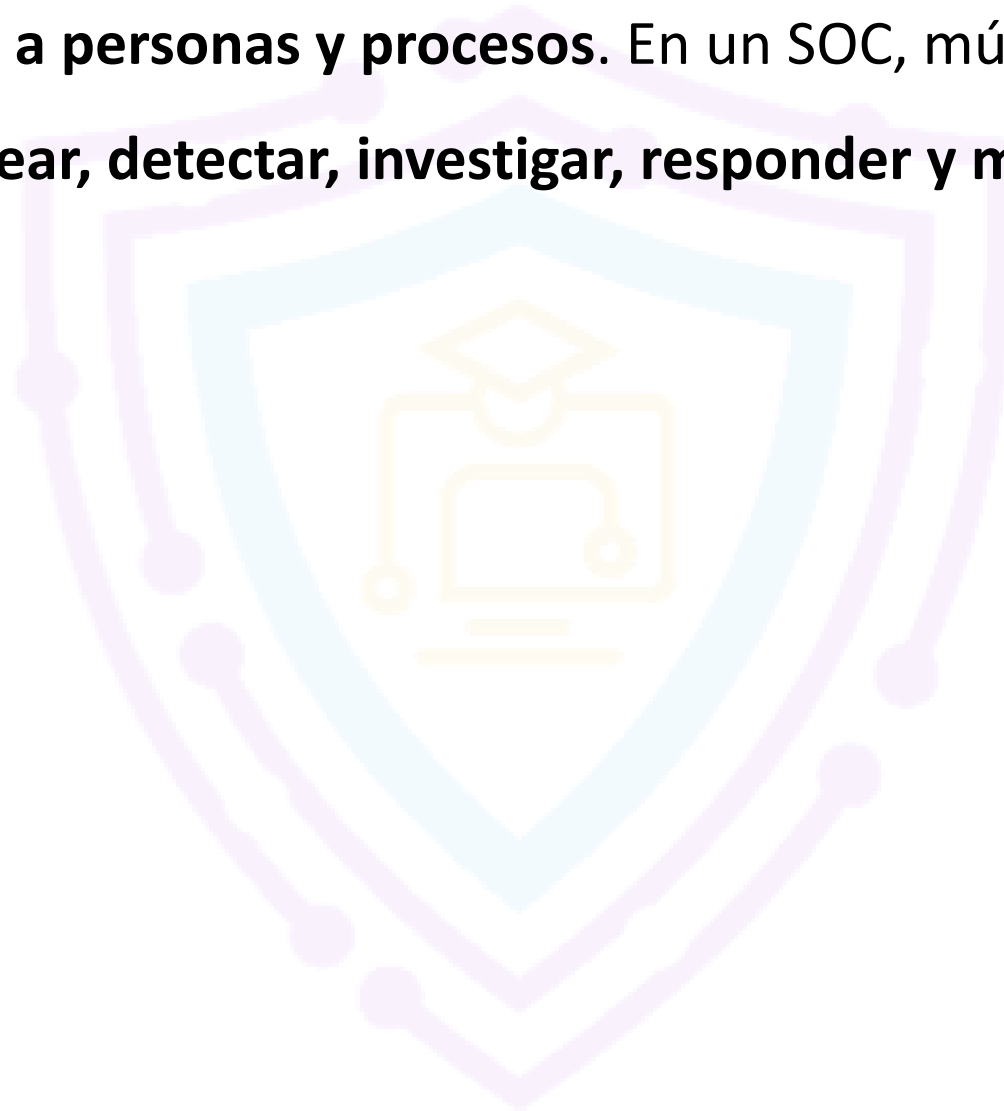 a personas y procesos. En un SOC, mú
ear, detectar, investigar, responder y m